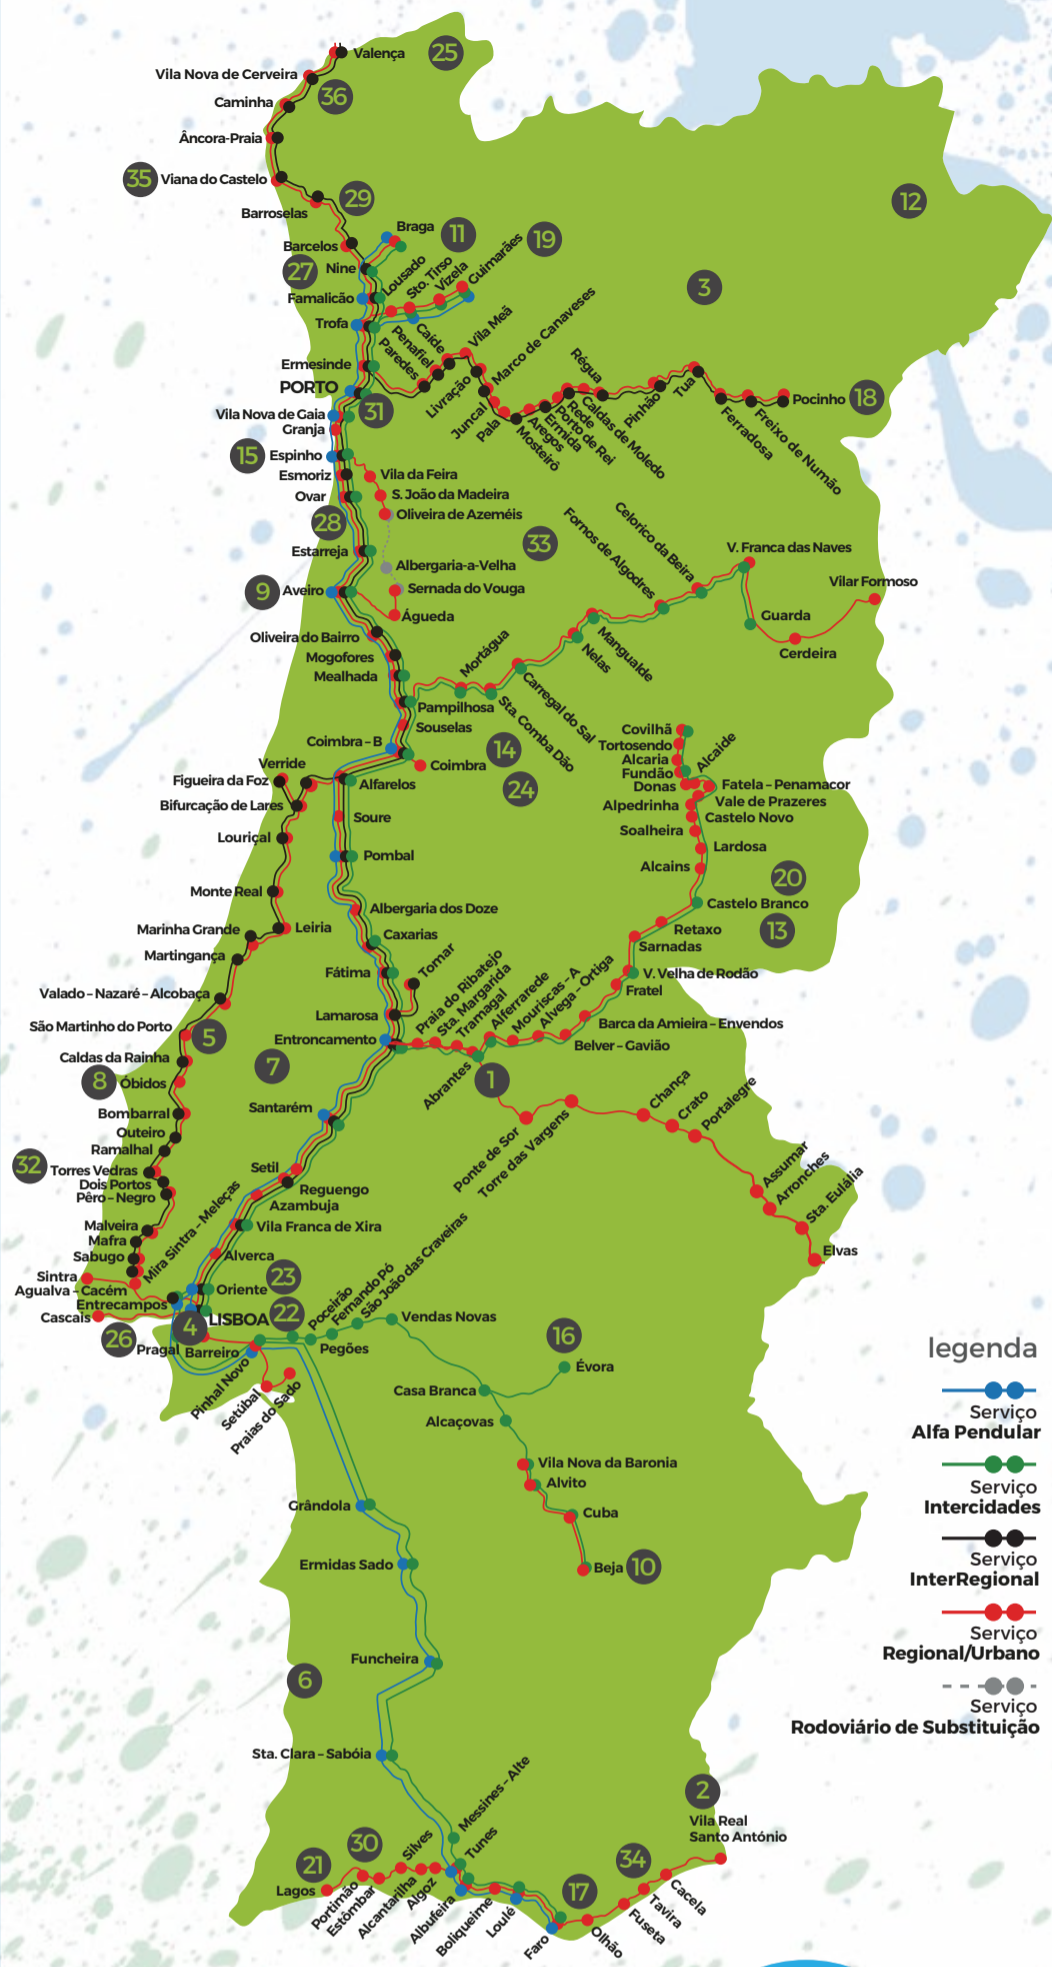 Valença
25
Vila Nova de Cerveira
36
Caminha
Âncora-Praia
35
Viana do Castelo
29
Barroselas
12
Barcelos
Braga
11
19
27
Nine
Lousado
Sto. Tirso
Vizela
Guimarães
3
Famalicão
Trofa
Ermesinde
Paredes
Penafiel
Caíde
Vila Meã
Livração
Marco de Canaveses
Juncal
Pala
Mosteirô
Aregos
Ermida
Porto de Rei
Rede
Caldas de Moledo
Régua
Pinhão
Tua
Ferradosa
Freixo de Numão
Pocinho
18
PORTO
31
Vila Nova de Gaia
Granja
15
Espinho
Esmoriz
Vila da Feira
Ovar
S. João da Madeira
28
Oliveira de Azeméis
33
Estarreja
Albergaria-a-Velha
9
Aveiro
Sernada do Vouga
Águeda
Oliveira do Bairro
Mogofores
Mealhada
Pampilhosa
Mortágua
Sta. Comba Dão
Carregal do Sal
Nelas
Mangualde
Fornos de Algodres
Celorico da Beira
V. Franca das Naves
Vilar Formoso
Guarda
Cerdeira
Souselas
Coimbra – B
14
Coimbra
24
Verride
Figueira da Foz
Alfarelos
Bifurcação de Lares
Soure
Louriçal
Pombal
Covilhã
Tortosendo
Alcaria
Fundão
Donas
Alcaide
Fatela – Penamacor
Alpedrinha
Vale de Prazeres
Castelo Novo
Soalheira
Lardosa
Alcains
20
Castelo Branco
13
Retaxo
Sarnadas
V. Velha de Rodão
Fratel
Monte Real
Albergaria dos Doze
Marinha Grande
Leiria
Caxarias
Martingança
Fátima
Tomar
Valado – Nazaré – Alcobaça
Lamarosa
São Martinho do Porto
5
Entroncamento
Praia do Ribatejo
Sta. Margarida
Tramagal
Alferrarede
Mouriscas – A
Alvega – Ortiga
Barca da Amieira – Envendos
Belver – Gavião
Abrantes
1
Caldas da Rainha
7
8
Óbidos
Bombarral
Santarém
Outeiro
Ramalhal
32
Torres Vedras
Dois Portos
Pêro – Negro
Ponte de Sor
Torre das Vargens
Chança
Crato
Portalegre
Assumar
Arronches
Sta. Eulália
Elvas
Setil
Reguengo
Azambuja
Vila Franca de Xira
Malveira
Mafra
Sabugo
Mira Sintra – Meleças
Alverca
Sintra
Agualva – Cacém
Entrecampos
Oriente
23
Cascais
26
4
LISBOA
22
Pragal
Barreiro
Pinhal Novo
Setúbal
Praias do Sado
Poceirão
Fernando Pó
São João das Craveiras
Pegões
Vendas Novas
16
Évora
Casa Branca
Alcaçovas
Vila Nova da Baronia
Alvito
Cuba
Beja
10
Grândola
Ermidas Sado
Funcheira
6
Sta. Clara – Sabóia
Messines – Alte
Tunes
2
Vila Real
Santo António
21
30
Lagos
Portimão
Estômbar
Silves
Alcantarilha
Algoz
Albufeira
Boliqueime
Loulé
Faro
17
Olhão
34
Fuseta
Tavira
Cacela
legenda
Serviço
Alfa Pendular
Serviço
Intercidades
Serviço
InterRegional
Serviço
Regional/Urbano
Serviço
Rodoviário de Substituição